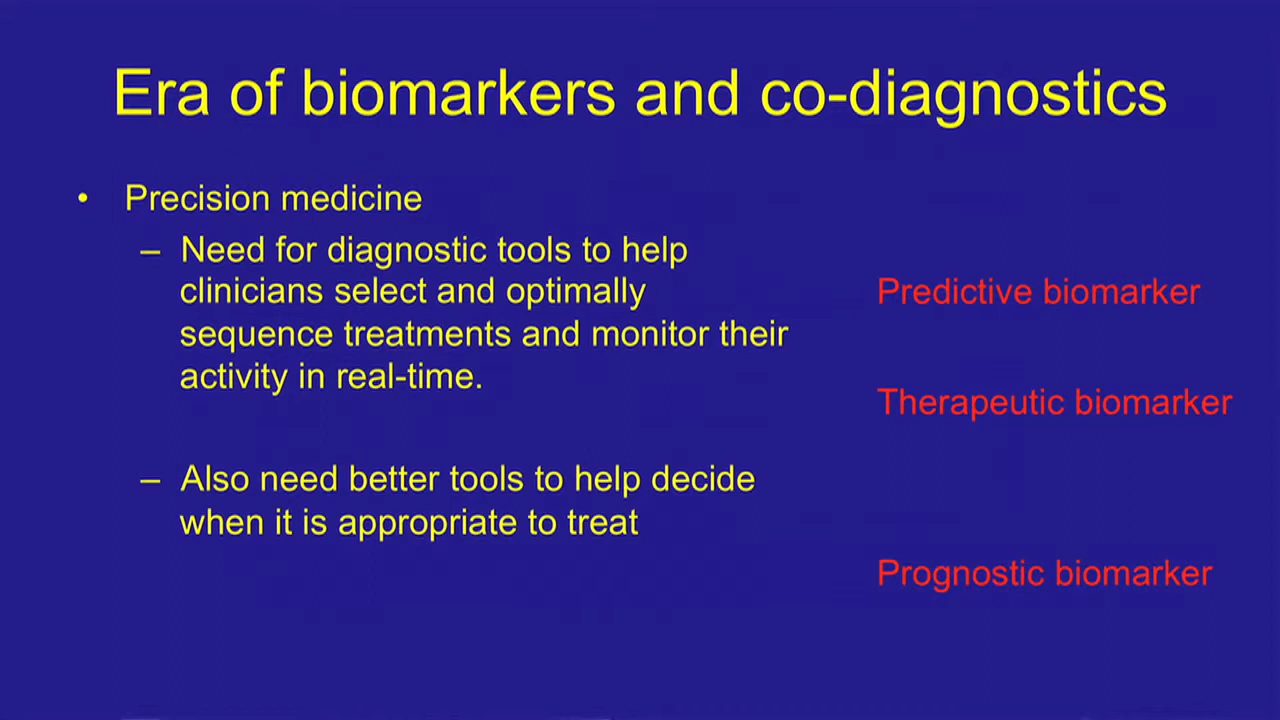 Era of biomarkers and co-diagnostics
• Precision medicine
– Need for diagnostic tools to help
clinicians select and optimally
sequence treatments and monitor their
activity in real-time.
Predictive biomarker
Therapeutic biomarker
– Also need better tools to help decide
when it is appropriate to treat
Prognostic biomarker